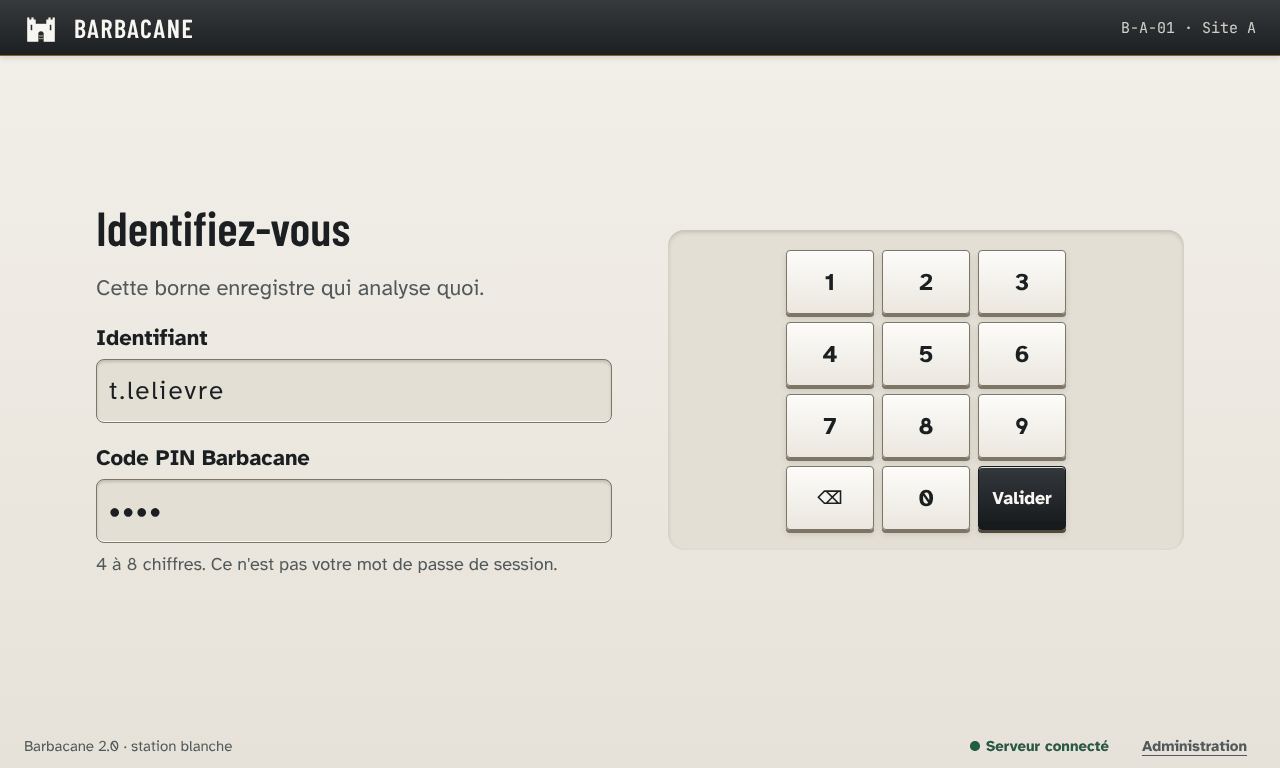 BARBACANE
B-A-01 · Site A
Identifiez-vous
Cette borne enregistre qui analyse quoi.
Identifiant
t.lelievre
Code PIN Barbacane
••••
4 à 8 chiffres. Ce n'est pas votre mot de passe de session.
1 2 3
4 5 6
7 8 9
⌫ 0 Valider
Barbacane 2.0 · station blanche
Serveur connecté
Administration